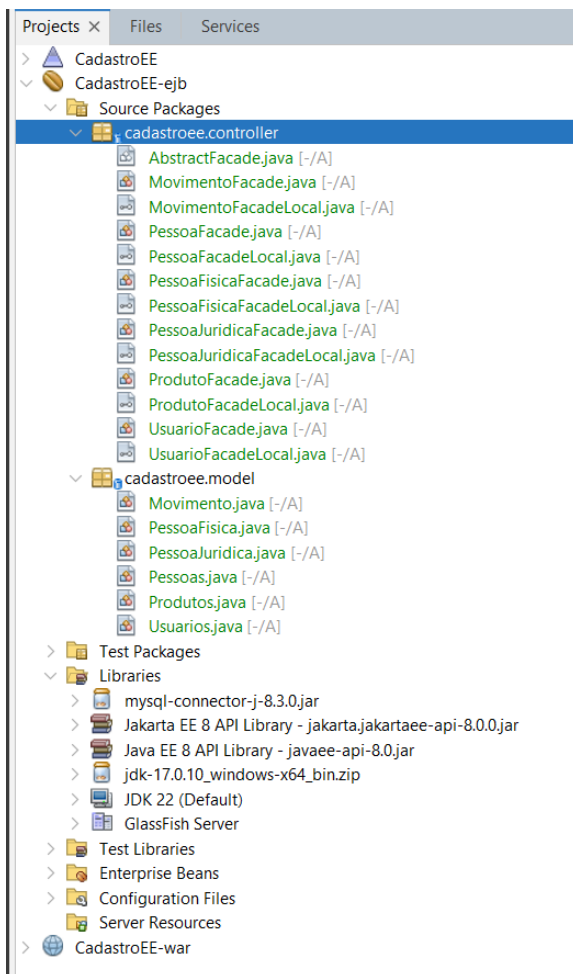 Projects × Files Services
CadastroEE
CadastroEE-ejb
Source Packages
cadastroee.controller
AbstractFacade.java [-/A]
MovimentoFacade.java [-/A]
MovimentoFacadeLocal.java [-/A]
PessoaFacade.java [-/A]
PessoaFacadeLocal.java [-/A]
PessoaFisicaFacade.java [-/A]
PessoaFisicaFacadeLocal.java [-/A]
PessoaJuridicaFacade.java [-/A]
PessoaJuridicaFacadeLocal.java [-/A]
ProdutoFacade.java [-/A]
ProdutoFacadeLocal.java [-/A]
UsuarioFacade.java [-/A]
UsuarioFacadeLocal.java [-/A]
cadastroee.model
Movimento.java [-/A]
PessoaFisica.java [-/A]
PessoaJuridica.java [-/A]
Pessoas.java [-/A]
Produtos.java [-/A]
Usuarios.java [-/A]
Test Packages
Libraries
mysql-connector-j-8.3.0.jar
Jakarta EE 8 API Library - jakarta.jakartaee-api-8.0.0.jar
Java EE 8 API Library - javaee-api-8.0.jar
jdk-17.0.10_windows-x64_bin.zip
JDK 22 (Default)
GlassFish Server
Test Libraries
Enterprise Beans
Configuration Files
Server Resources
CadastroEE-war